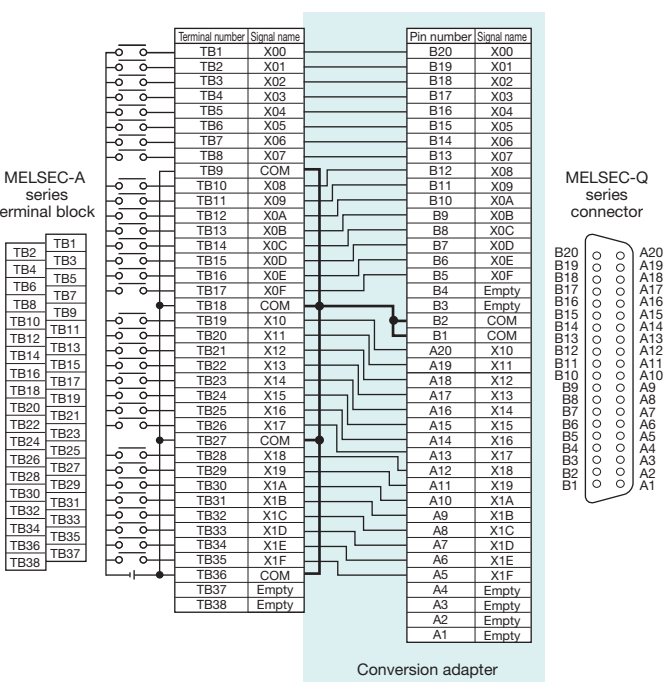 Terminal number Signal name
TB1 X00
TB2 X01
TB3 X02
TB4 X03
TB5 X04
TB6 X05
TB7 X06
TB8 X07
TB9 COM
TB10 X08
TB11 X09
TB12 X0A
TB13 X0B
TB14 X0C
TB15 X0D
TB16 X0E
TB17 X0F
TB18 COM
TB19 X10
TB20 X11
TB21 X12
TB22 X13
TB23 X14
TB24 X15
TB25 X16
TB26 X17
TB27 COM
TB28 X18
TB29 X19
TB30 X1A
TB31 X1B
TB32 X1C
TB33 X1D
TB34 X1E
TB35 X1F
TB36 COM
TB37 Empty
TB38 Empty
Pin number Signal name
B20 X00
B19 X01
B18 X02
B17 X03
B16 X04
B15 X05
B14 X06
B13 X07
B12 X08
B11 X09
B10 X0A
B9 X0B
B8 X0C
B7 X0D
B6 X0E
B5 X0F
B4 Empty
B3 Empty
B2 COM
B1 COM
A20 X10
A19 X11
A18 X12
A17 X13
A16 X14
A15 X15
A14 X16
A13 X17
A12 X18
A11 X19
A10 X1A
A9 X1B
A8 X1C
A7 X1D
A6 X1E
A5 X1F
A4 Empty
A3 Empty
A2 Empty
A1 Empty
Conversion adapter
MELSEC-A
series
erminal block
TB1
TB2
TB3
TB4
TB5
TB6
TB7
TB8
TB9
TB10
TB11
TB12
TB13
TB14
TB15
TB16
TB17
TB18
TB19
TB20
TB21
TB22
TB23
TB24
TB25
TB26
TB27
TB28
TB29
TB30
TB31
TB32
TB33
TB34
TB35
TB36
TB37
TB38
MELSEC-Q
series
connector
B20 A20
B19 A19
B18 A18
B17 A17
B16 A16
B15 A15
B14 A14
B13 A13
B12 A12
B11 A11
B10 A10
B9 A9
B8 A8
B7 A7
B6 A6
B5 A5
B4 A4
B3 A3
B2 A2
B1 A1